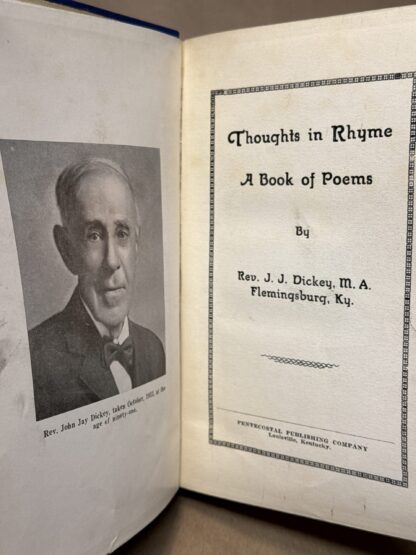 Rev. John Jay Dickey, taken October, 1933, at the
age of ninety-one.
Thoughts in Rhyme
A Book of Poems
By
Rev. J. J. Dickey, M. A.
Flemingsburg, Ky.
PENTECOSTAL PUBLISHING COMPANY
Louisville, Kentucky.